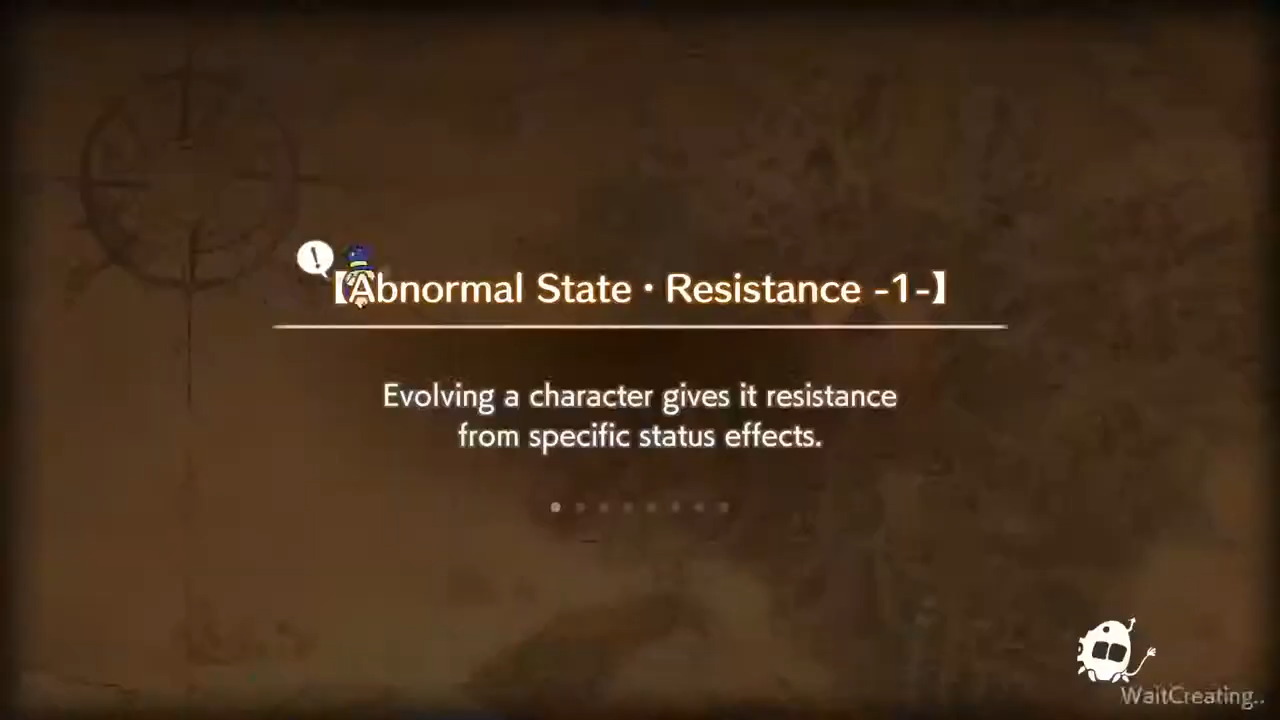 !
【Abnormal State・Resistance -1-】
Evolving a character gives it resistance
from specific status effects.
WaitCreating..